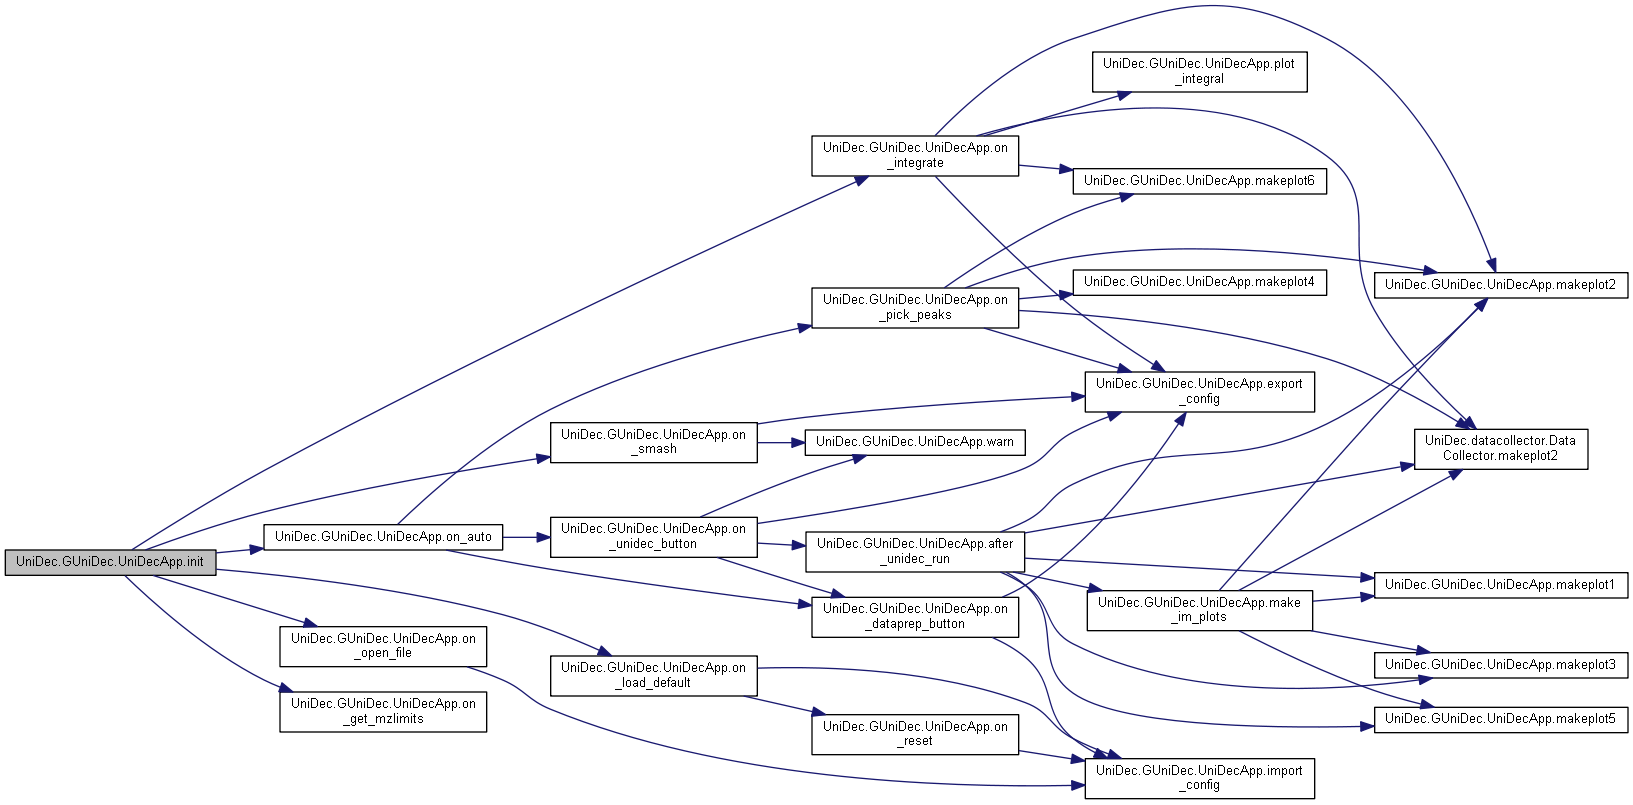 UniDec.GUniDec.UniDecApp.plot
_integral
UniDec.GUniDec.UniDecApp.on
_integrate
UniDec.GUniDec.UniDecApp.makeplot6
UniDec.GUniDec.UniDecApp.makeplot4
UniDec.GUniDec.UniDecApp.makeplot2
UniDec.GUniDec.UniDecApp.on
_pick_peaks
UniDec.GUniDec.UniDecApp.export
_config
UniDec.GUniDec.UniDecApp.on
_smash
UniDec.GUniDec.UniDecApp.warn
UniDec.datacollector.Data
Collector.makeplot2
UniDec.GUniDec.UniDecApp.on_auto
UniDec.GUniDec.UniDecApp.on
_unidec_button
UniDec.GUniDec.UniDecApp.after
_unidec_run
UniDec.GUniDec.UniDecApp.init
UniDec.GUniDec.UniDecApp.makeplot1
UniDec.GUniDec.UniDecApp.make
_im_plots
UniDec.GUniDec.UniDecApp.on
_dataprep_button
UniDec.GUniDec.UniDecApp.on
_open_file
UniDec.GUniDec.UniDecApp.on
_load_default
UniDec.GUniDec.UniDecApp.makeplot3
UniDec.GUniDec.UniDecApp.on
_get_mzlimits
UniDec.GUniDec.UniDecApp.makeplot5
UniDec.GUniDec.UniDecApp.on
_reset
UniDec.GUniDec.UniDecApp.import
_config